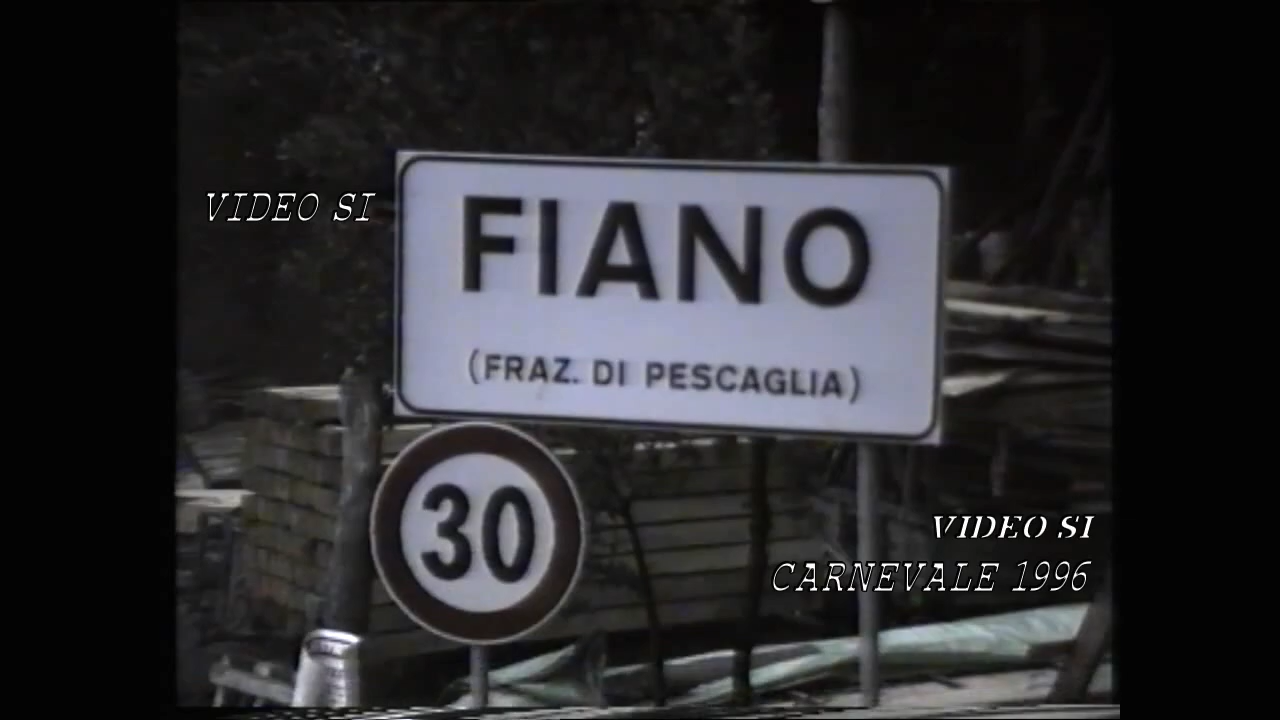 VIDEO SI
FIANO
(FRAZ. DI PESCAGLIA)
30
VIDEO SI
CARNEVALE 1996